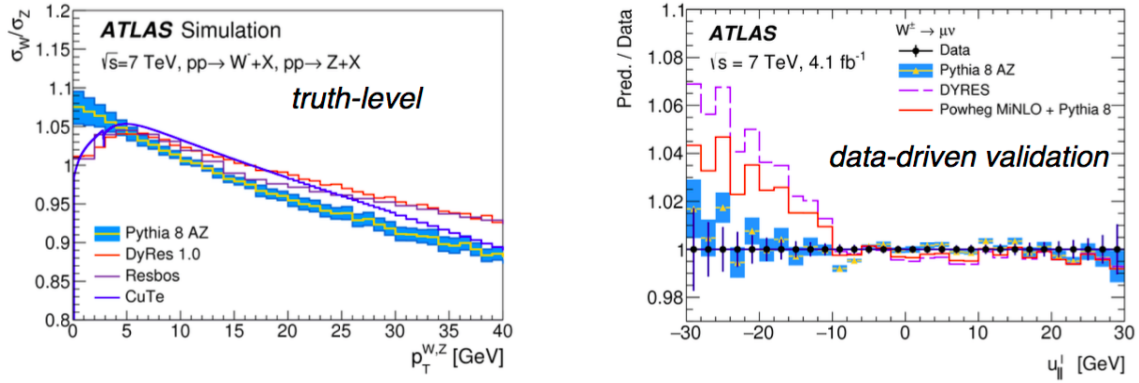 ATLAS Simulation
√s=7 TeV, pp→ W⁻+X, pp→ Z+X
truth-level
σ_W/σ_Z
1.2
1.15
1.1
1.05
1
0.95
0.9
0.85
0.8
Pythia 8 AZ
DyRes 1.0
Resbos
CuTe
0 5 10 15 20 25 30 35 40
p_T^{W,Z} [GeV]
Pred. / Data
1.1
1.08
1.06
1.04
1.02
1
0.98
ATLAS
√s = 7 TeV, 4.1 fb⁻¹
W± → μν
Data
Pythia 8 AZ
DYRES
Powheg MiNLO + Pythia 8
data-driven validation
−30 −20 −10 0 10 20 30
u_∥^l [GeV]